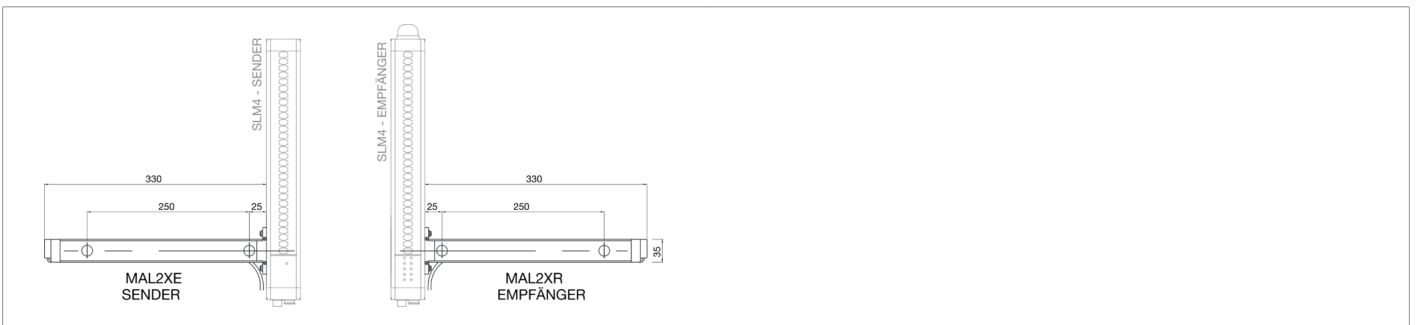 SLM4 - SENDER
SLM4 - EMPFÄNGER
330
330
250
25
25
250
35
MAL2XE
SENDER
MAL2XR
EMPFÄNGER